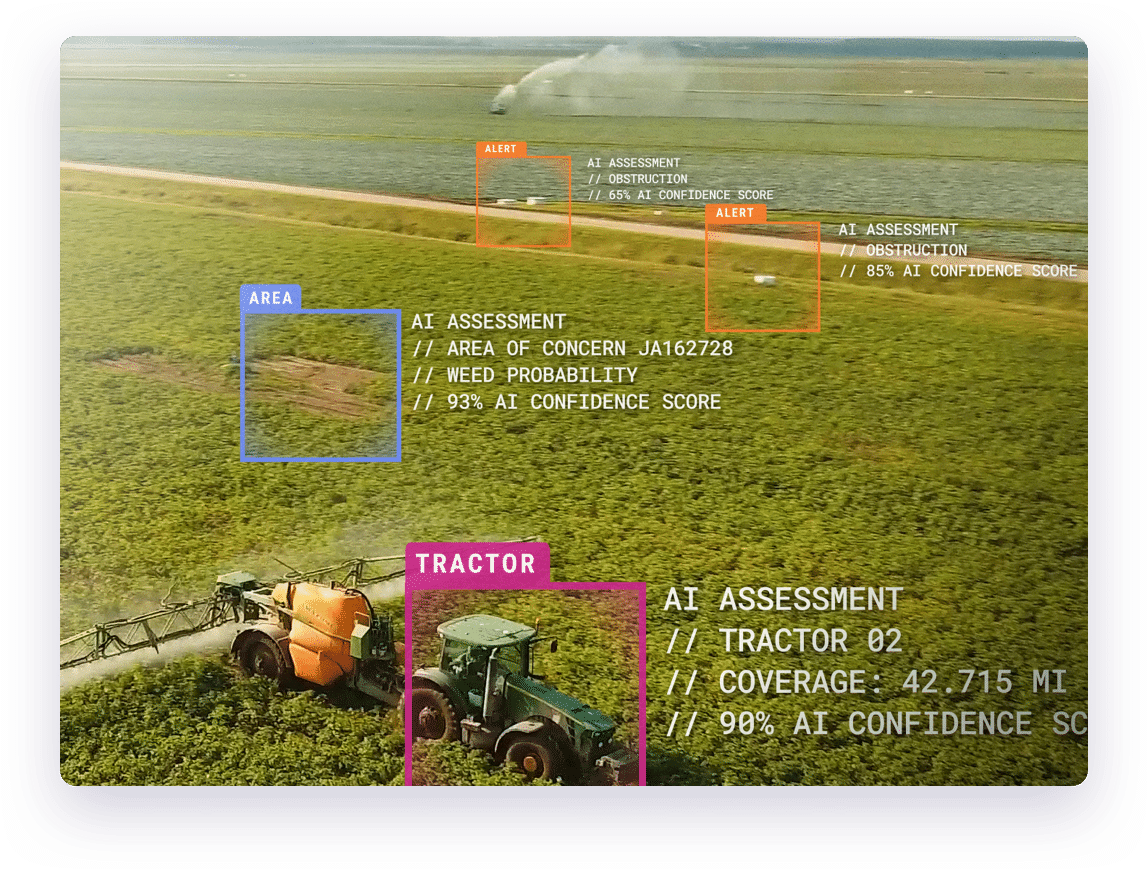 ALERT
AI ASSESSMENT
// OBSTRUCTION
// 65% AI CONFIDENCE SCORE
ALERT
AI ASSESSMENT
// OBSTRUCTION
// 85% AI CONFIDENCE SCORE
AREA
AI ASSESSMENT
// AREA OF CONCERN JA162728
// WEED PROBABILITY
// 93% AI CONFIDENCE SCORE
TRACTOR
AI ASSESSMENT
// TRACTOR 02
// COVERAGE: 42.715 MI
// 90% AI CONFIDENCE SC